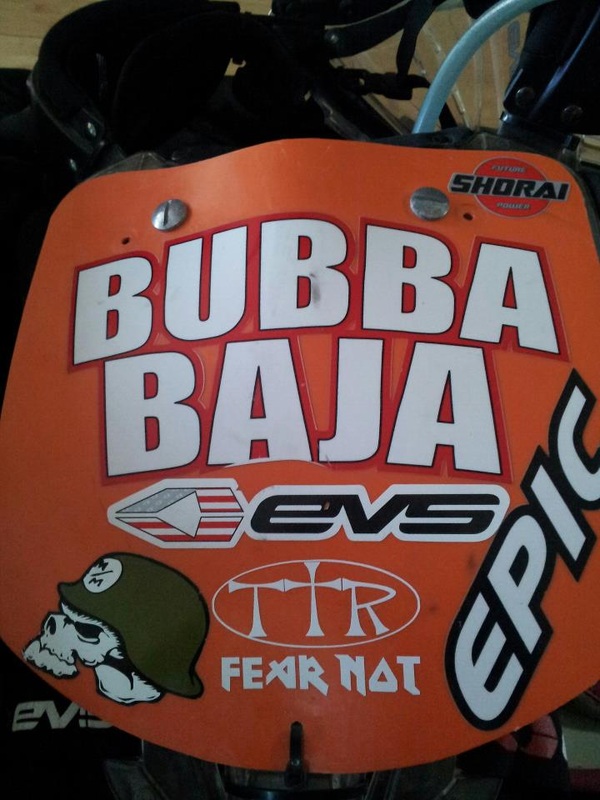 FUTURE
SHORAI
POWER
BUBBA
BAJA
EVS
EPIC
M/M
TTR
FEAR NOT
EVS